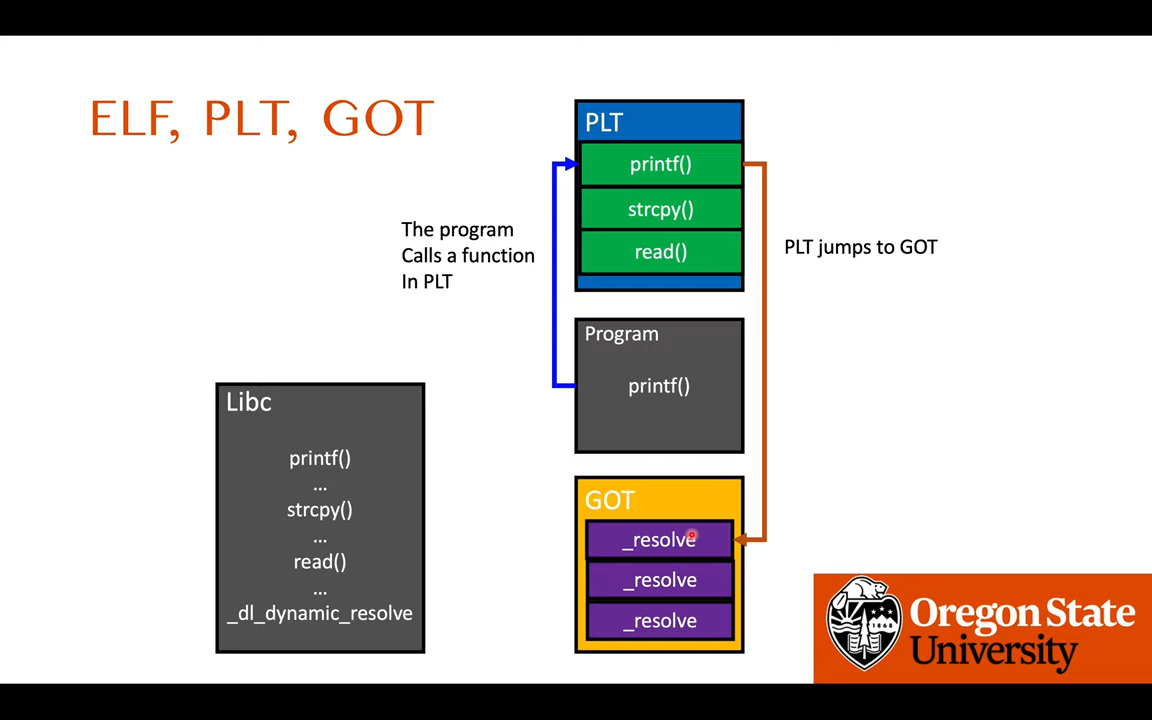 ELF, PLT, GOT
PLT
printf()
strcpy()
read()
The program
Calls a function
In PLT
PLT jumps to GOT
Program
printf()
Libc
printf()
...
strcpy()
...
read()
...
_dl_dynamic_resolve
GOT
_resolve
_resolve
_resolve
Oregon State
University